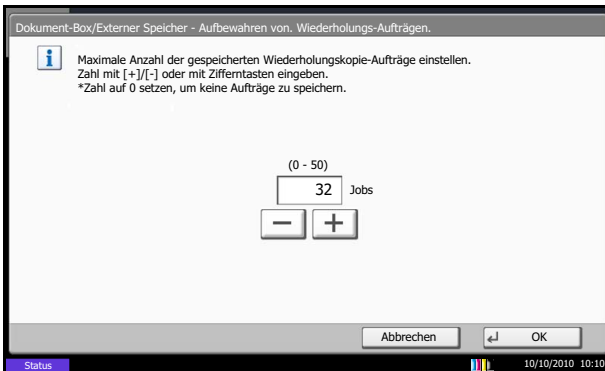 Dokument-Box/Externer Speicher - Aufbewahren von. Wiederholungs-Aufträgen.
Maximale Anzahl der gespeicherten Wiederholungskopie-Aufträge einstellen.
Zahl mit [+]/[-] oder mit Zifferntasten eingeben.
*Zahl auf 0 setzen, um keine Aufträge zu speichern.
(0 - 50)
32 Jobs
Abbrechen OK
Status 10/10/2010 10:10